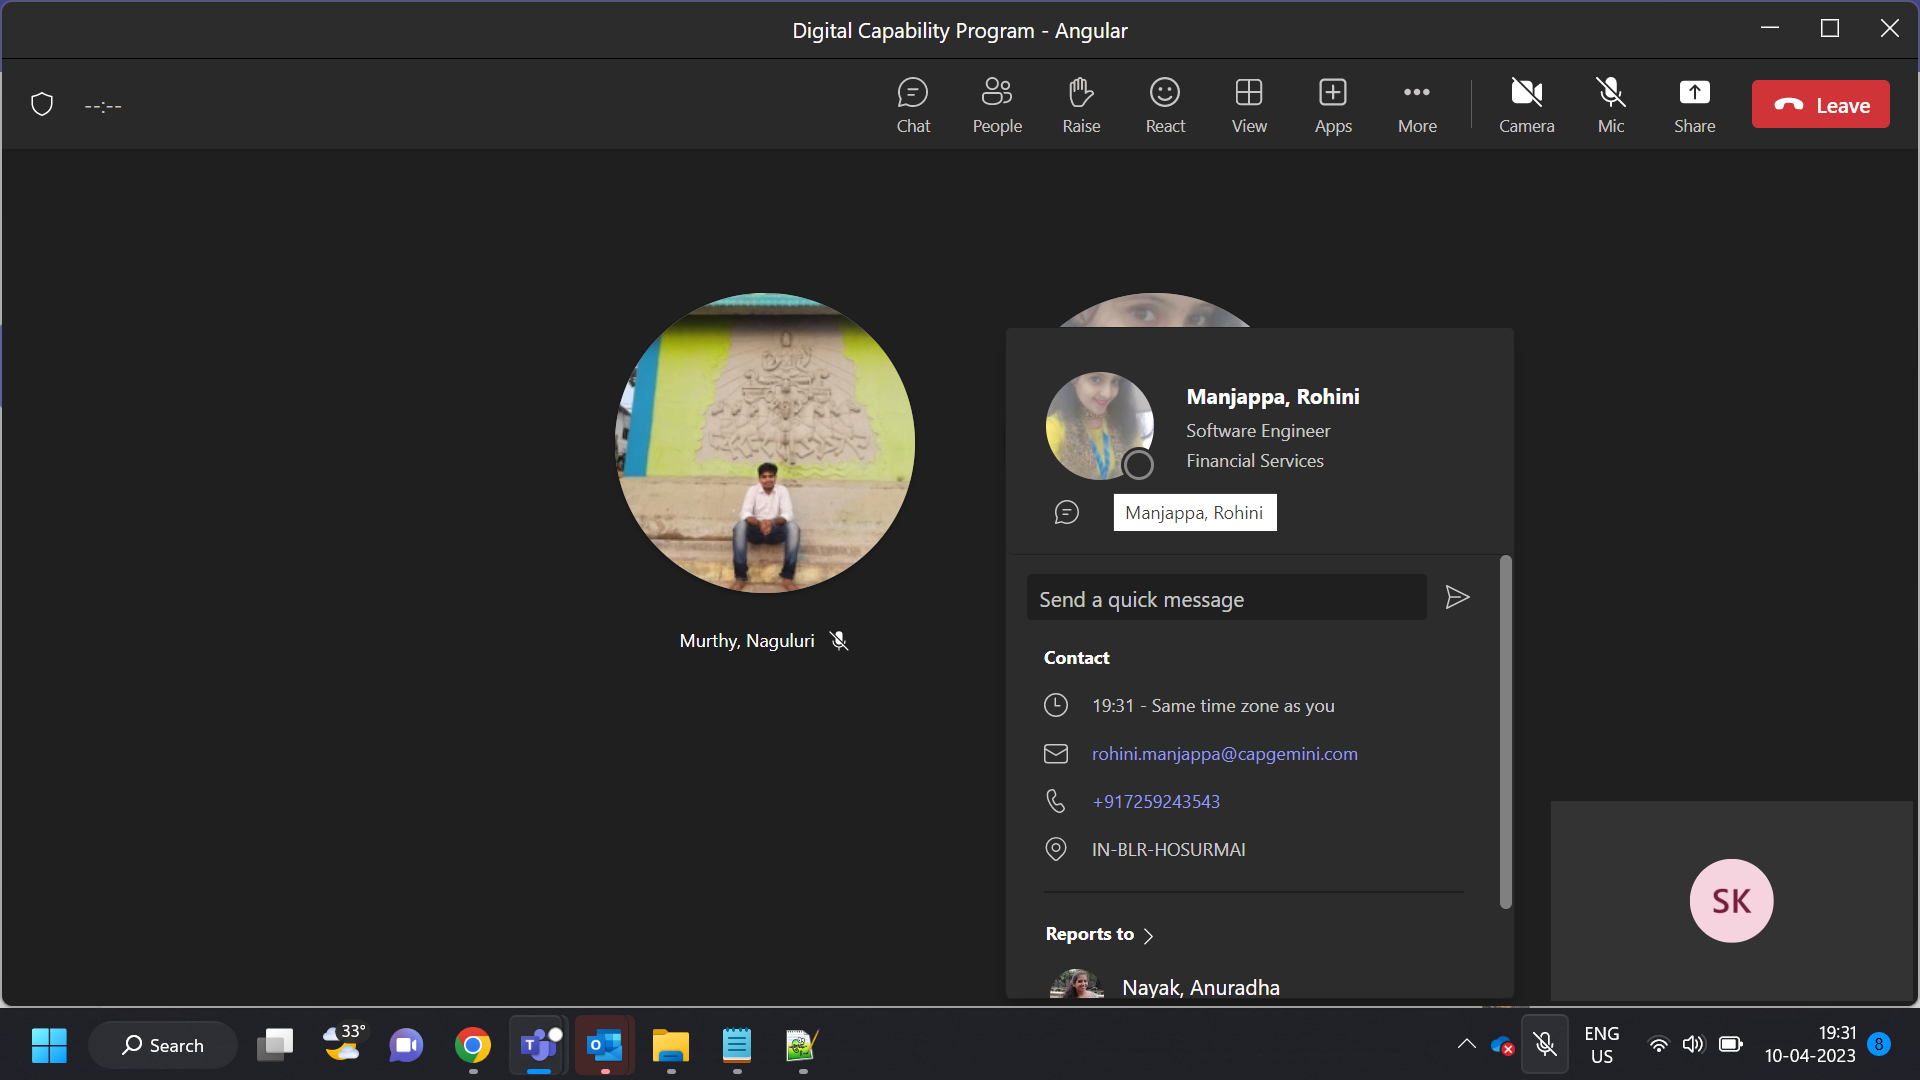 Digital Capability Program - Angular
--:--
Chat
People
Raise
React
View
Apps
More
Camera
Mic
Share
Leave
Manjappa, Rohini
Software Engineer
Financial Services
Manjappa, Rohini
Send a quick message
Murthy, Naguluri
Contact
19:31 - Same time zone as you
rohini.manjappa@capgemini.com
+917259243543
IN-BLR-HOSURMAI
SK
Reports to
Nayak, Anuradha
Search
33°
ENG
US
19:31
10-04-2023
8